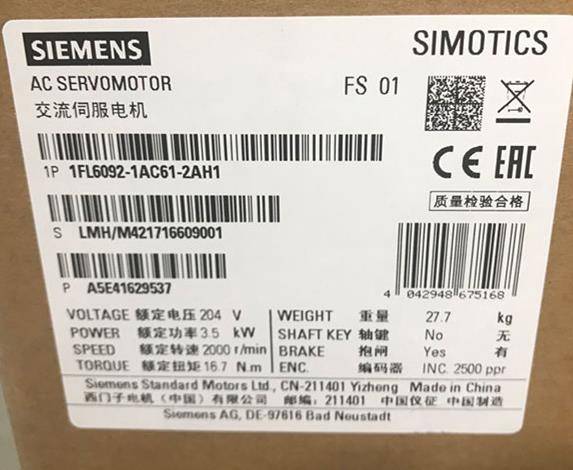 SIEMENS
SIMOTICS
AC SERVOMOTOR
FS 01
交流伺服电机
1P 1FL6092-1AC61-2AH1
CE EAC
质量检验合格
S LMH/M421716609001
P A5E41629537
4 042948 675168
VOLTAGE 额定电压 204 V
POWER 额定功率 3.5 kW
SPEED 额定转速 2000 r/min
TORQUE 额定扭矩 16.7 N.m
WEIGHT 重量 27.7 kg
SHAFT KEY 轴键 No 无
BRAKE 抱闸 Yes 有
ENC. 编码器 INC. 2500 ppr
Siemens Standard Motors Ltd., CN-211401 Yizheng Made in China
西门子电机（中国）有限公司 邮编：211401 中国仪征 中国制造
Siemens AG, DE-97616 Bad Neustadt